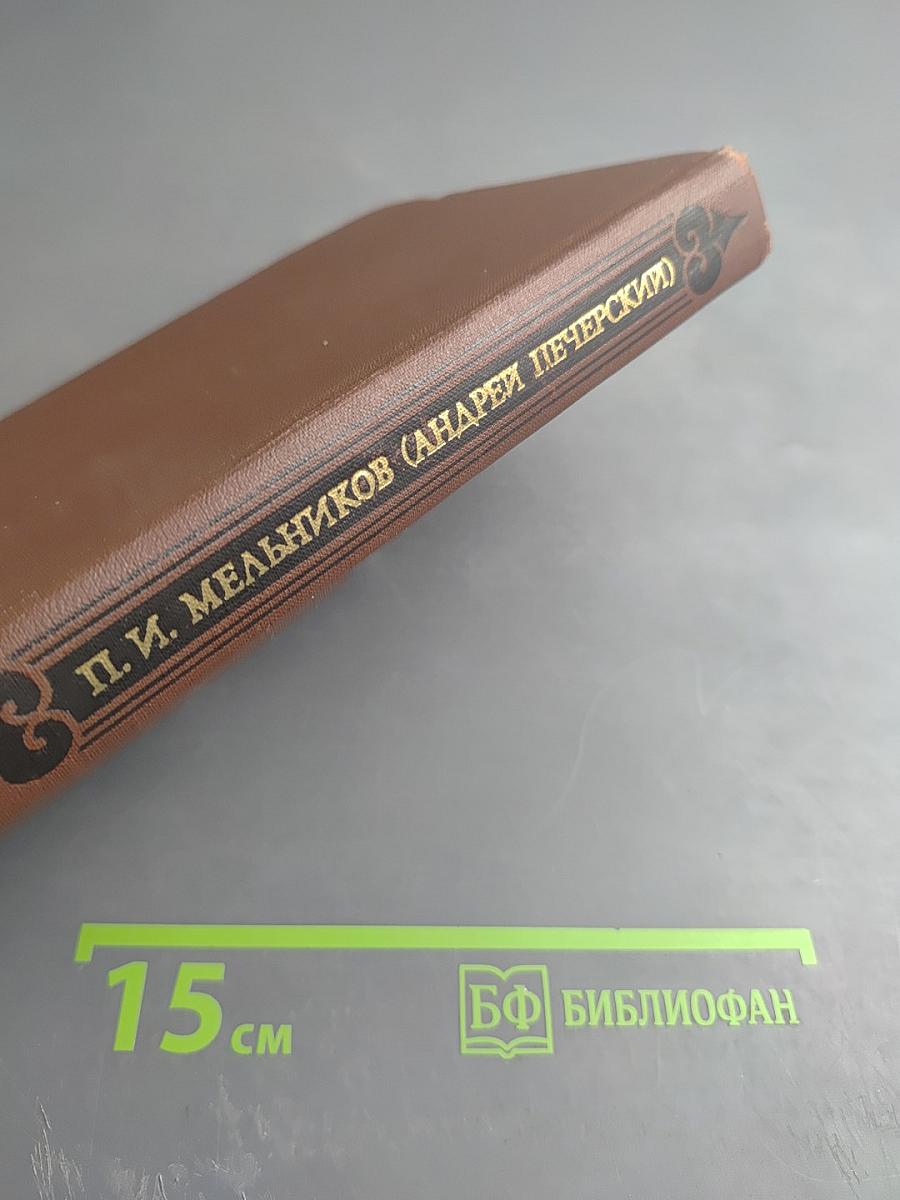 П. И. МЕЛЬНИКОВ (АНДРЕЙ ПЕЧЕРСКИЙ)
15 см
БФ БИБЛИОФАН